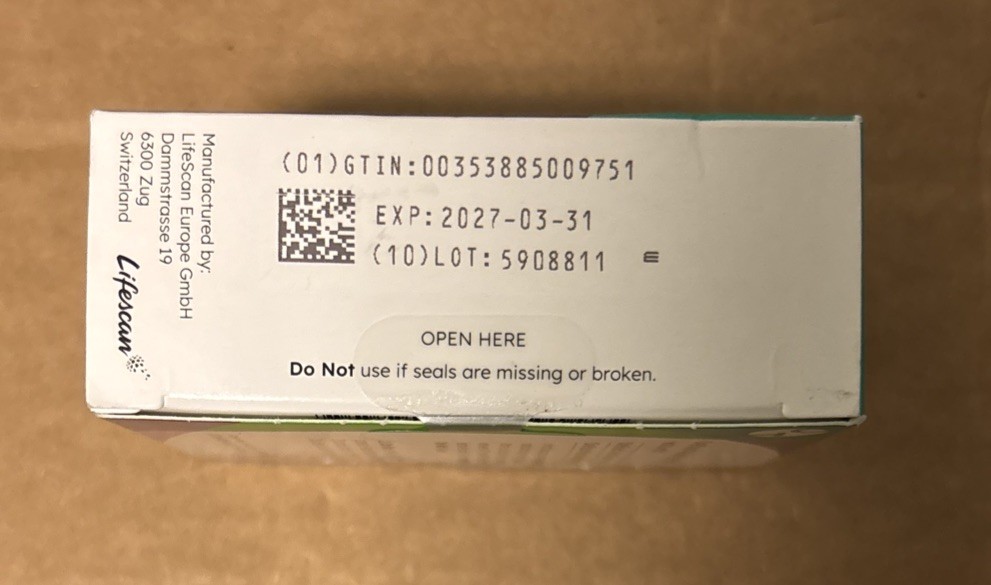 (01)GTIN:00353885009751
EXP:2027-03-31
(10)LOT:5908811
OPEN HERE
Do Not use if seals are missing or broken.
Manufactured by:
LifeScan Europe GmbH
Dammstrasse 19
6300 Zug
Switzerland
Lifescan